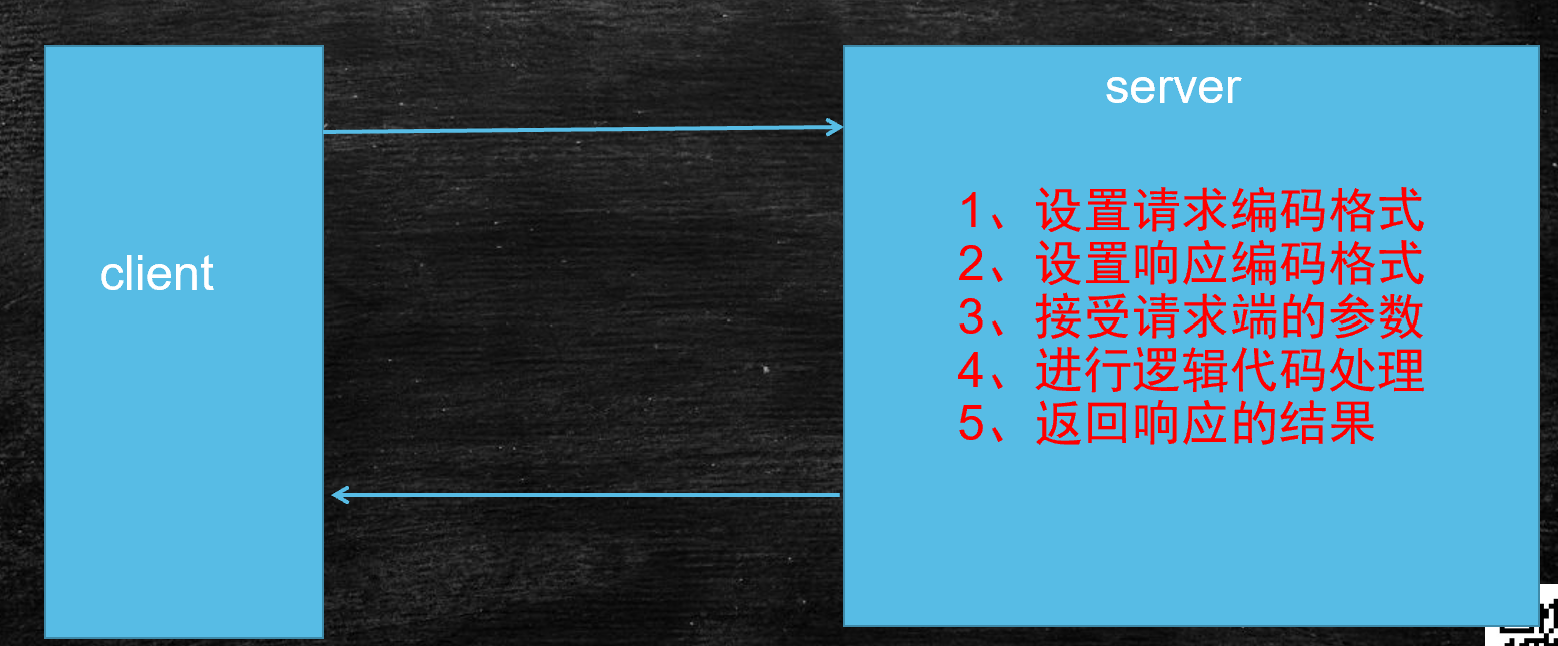 server
client
1、设置请求编码格式
2、设置响应编码格式
3、接受请求端的参数
4、进行逻辑代码处理
5、返回响应的结果